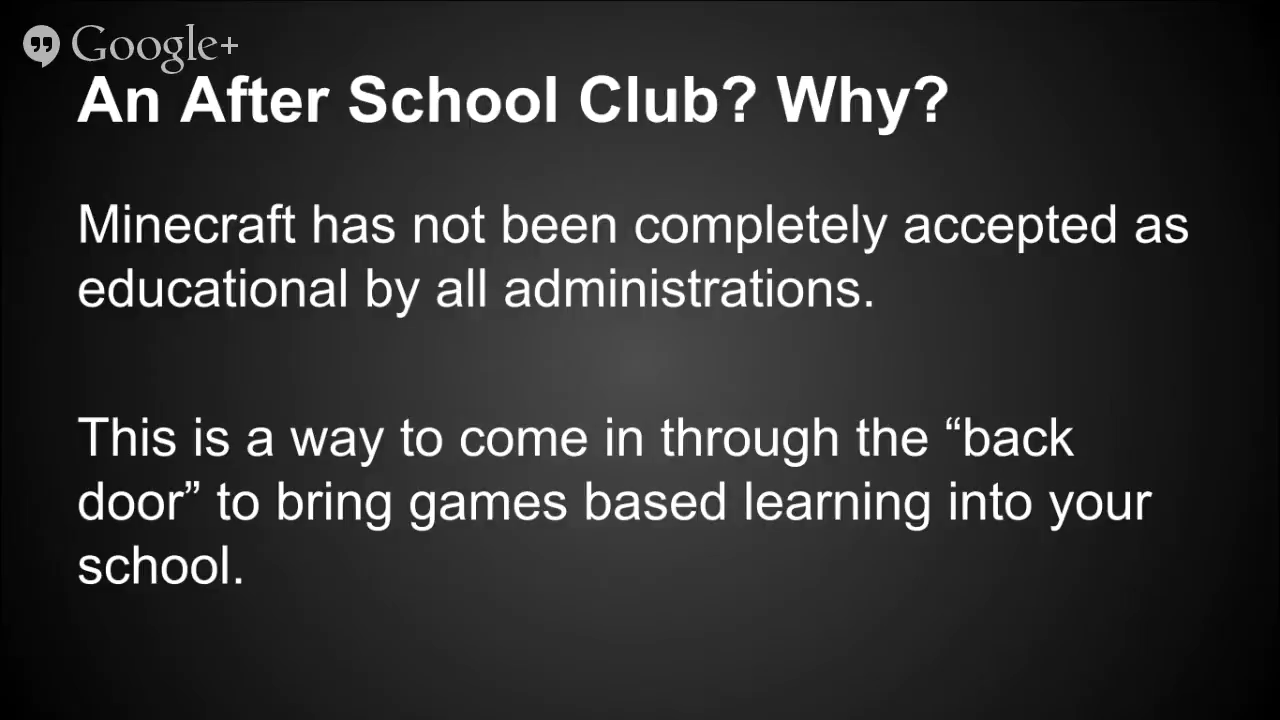 Google+
An After School Club? Why?
Minecraft has not been completely accepted as
educational by all administrations.
This is a way to come in through the “back
door” to bring games based learning into your
school.